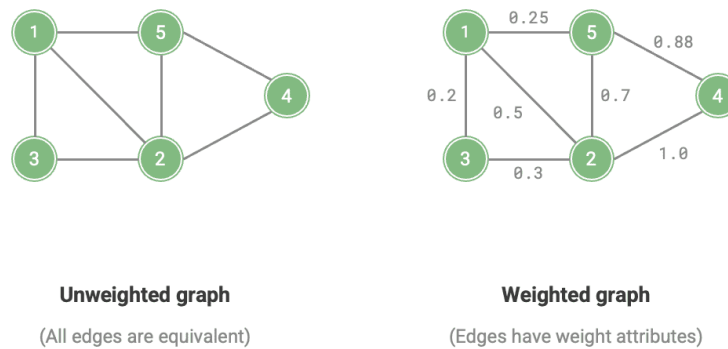 1 5 4 3 2
1 0.25 5 0.88
0.2 0.5 0.7 4
3 0.3 2 1.0
Unweighted graph
(All edges are equivalent)
Weighted graph
(Edges have weight attributes)